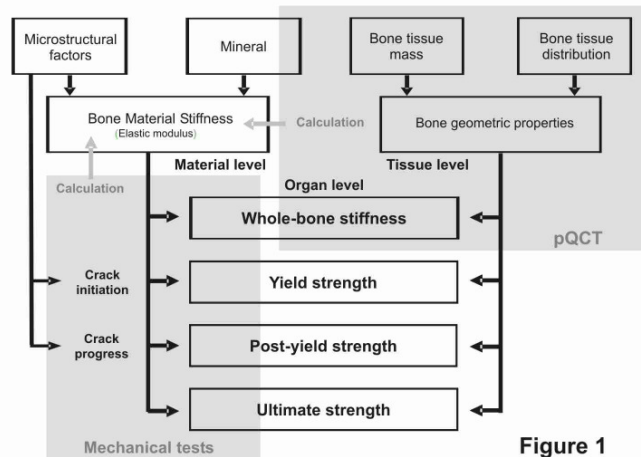 Microstructural
factors
Mineral
Bone tissue
mass
Bone tissue
distribution
Bone Material Stiffness
(Elastic modulus)
Calculation
Bone geometric properties
Material level
Tissue level
Calculation
Organ level
Whole-bone stiffness
pQCT
Crack
initiation
Yield strength
Crack
progress
Post-yield strength
Ultimate strength
Mechanical tests
Figure 1